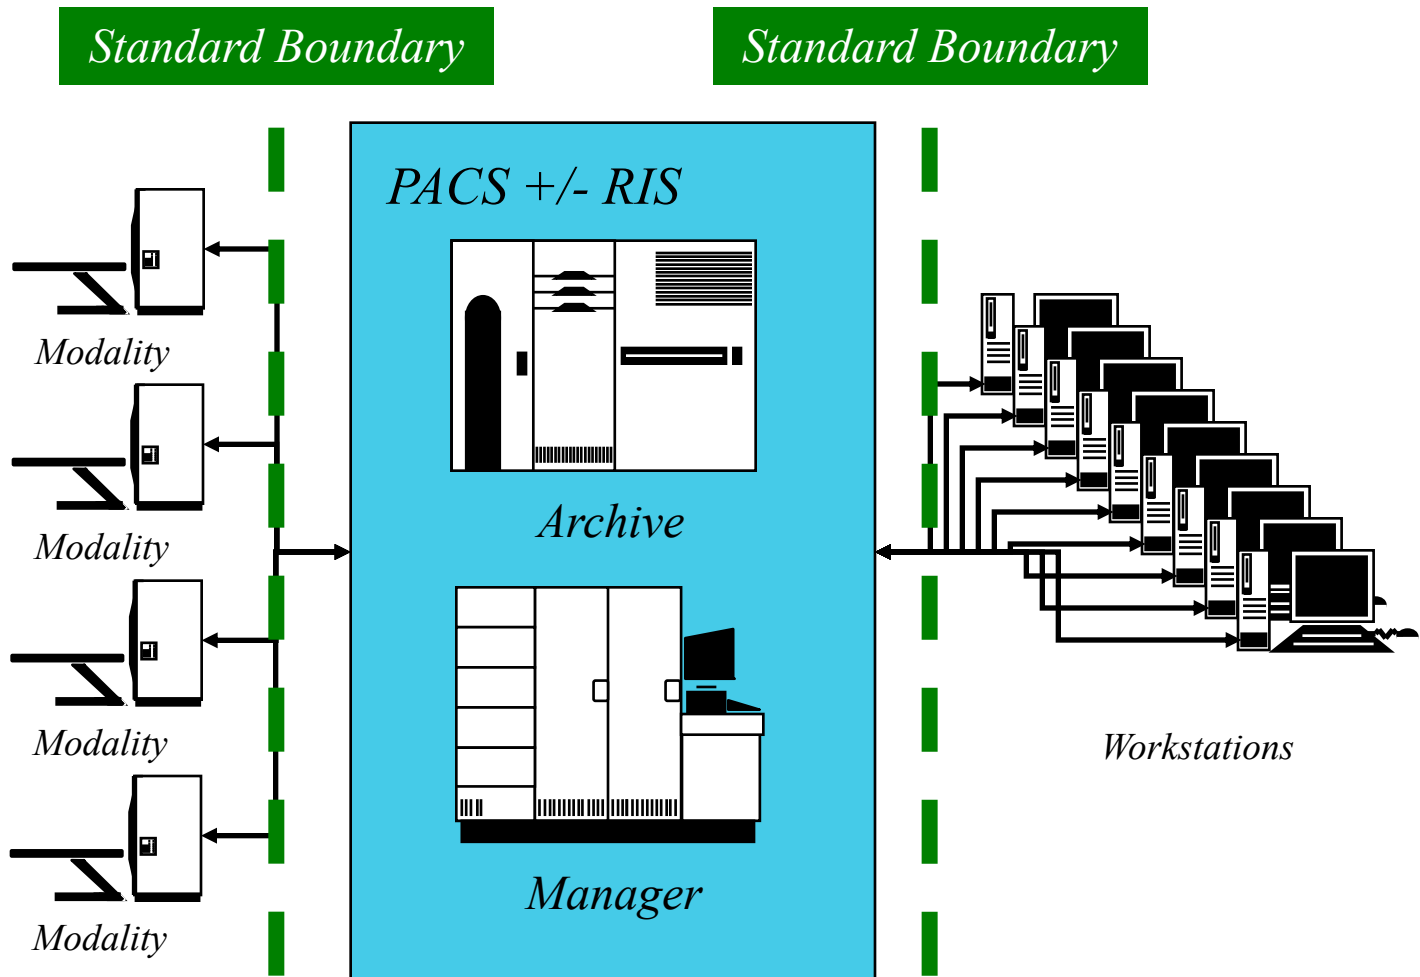 Standard Boundary
Standard Boundary
PACS +/- RIS
Modality
Modality
Modality
Modality
Archive
Manager
Workstations